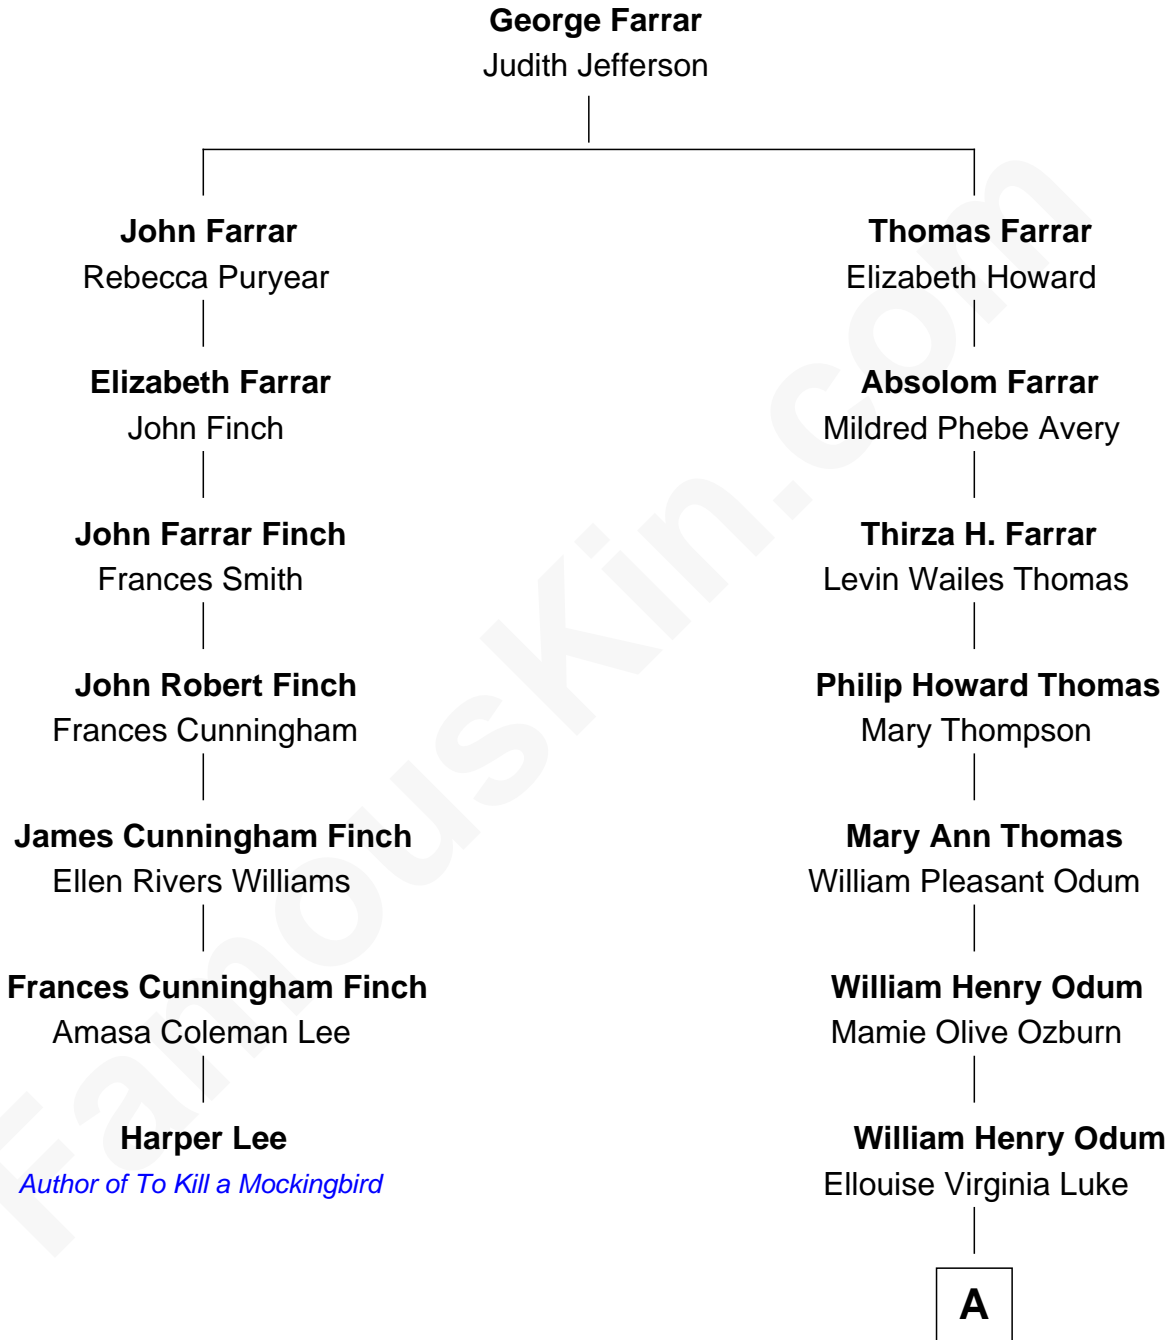 George Farrar
Judith Jefferson
John Farrar
Rebecca Puryear
Thomas Farrar
Elizabeth Howard
Elizabeth Farrar
John Finch
Absolom Farrar
Mildred Phebe Avery
John Farrar Finch
Frances Smith
Thirza H. Farrar
Levin Wailes Thomas
John Robert Finch
Frances Cunningham
Philip Howard Thomas
Mary Thompson
James Cunningham Finch
Ellen Rivers Williams
Mary Ann Thomas
William Pleasant Odum
Frances Cunningham Finch
Amasa Coleman Lee
William Henry Odum
Mamie Olive Ozburn
Harper Lee
Author of To Kill a Mockingbird
William Henry Odum
Ellouise Virginia Luke
A
FamousKin.com